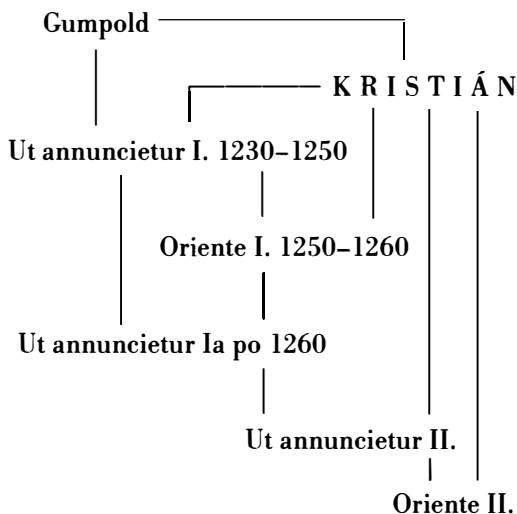 Gumpold
K R I S T I Á N
Ut annuncietur I. 1230–1250
Oriente I. 1250–1260
Ut annuncietur Ia po 1260
Ut annuncietur II.
Oriente II.